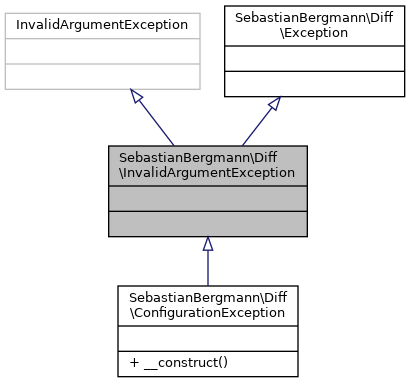 InvalidArgumentException
SebastianBergmann\Diff
\Exception
SebastianBergmann\Diff
\InvalidArgumentException
SebastianBergmann\Diff
\ConfigurationException
+ __construct()